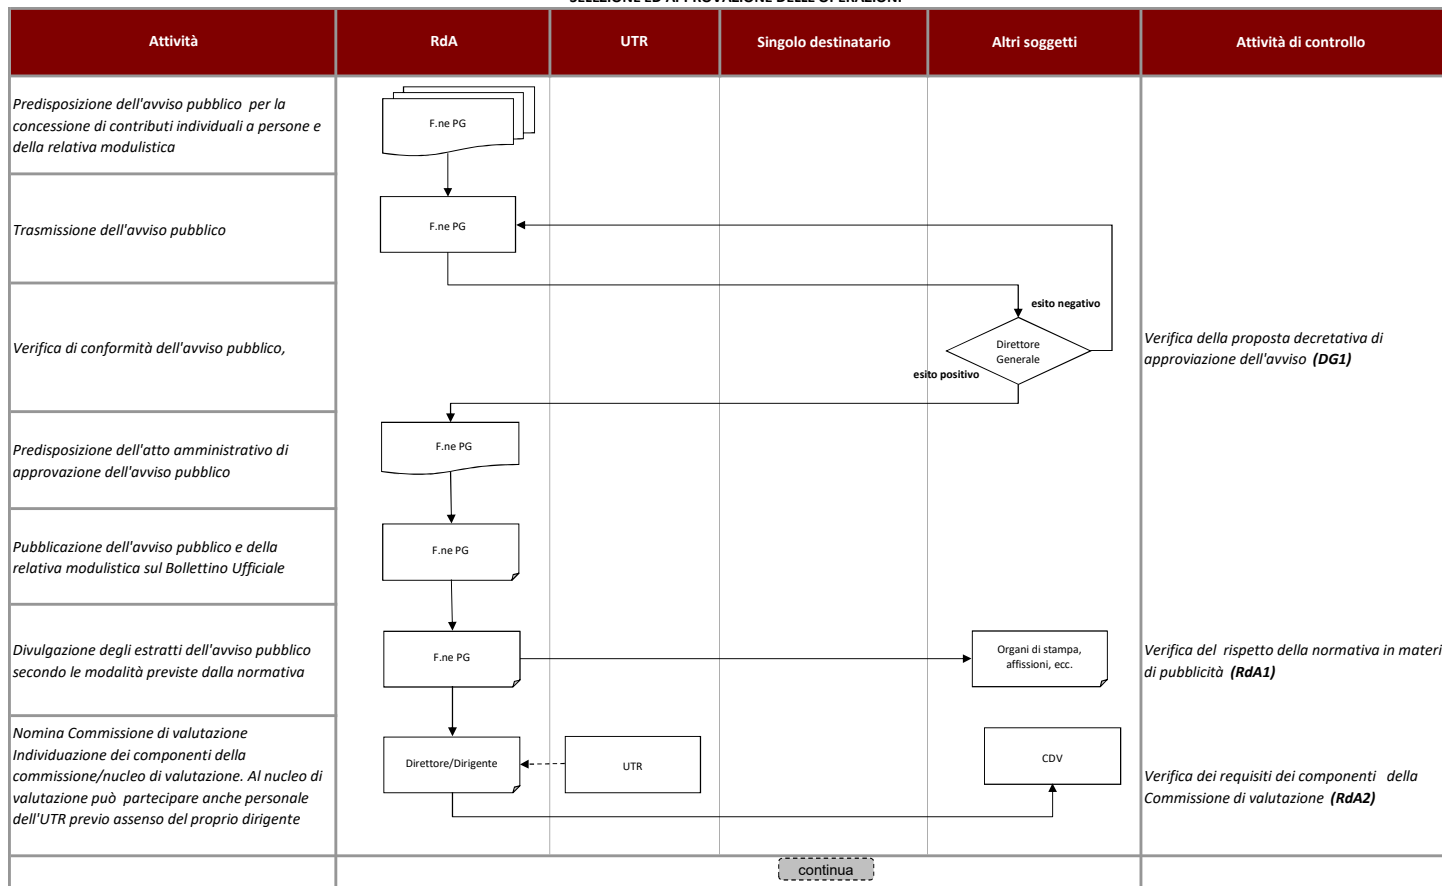 SELEZIONE ED APPROVAZIONE DELLE OPERAZIONI
Attività
RdA
UTR
Singolo destinatario
Altri soggetti
Attività di controllo
Predisposizione dell'avviso pubblico per la
concessione di contributi individuali a persone e
della relativa modulistica
F.ne PG
Trasmissione dell'avviso pubblico
F.ne PG
Verifica di conformità dell'avviso pubblico,
esito negativo
Direttore
Generale
esito positivo
Verifica della proposta decretativa di
approviazione dell'avviso (DG1)
Predisposizione dell'atto amministrativo di
approvazione dell'avviso pubblico
F.ne PG
Pubblicazione dell'avviso pubblico e della
relativa modulistica sul Bollettino Ufficiale
F.ne PG
Divulgazione degli estratti dell'avviso pubblico
secondo le modalità previste dalla normativa
F.ne PG
Organi di stampa,
affissioni, ecc.
Verifica del rispetto della normativa in materi
di pubblicità (RdA1)
Nomina Commissione di valutazione
Individuazione dei componenti della
commissione/nucleo di valutazione. Al nucleo di
valutazione può partecipare anche personale
dell'UTR previo assenso del proprio dirigente
Direttore/Dirigente
UTR
CDV
Verifica dei requisiti dei componenti della
Commissione di valutazione (RdA2)
continua